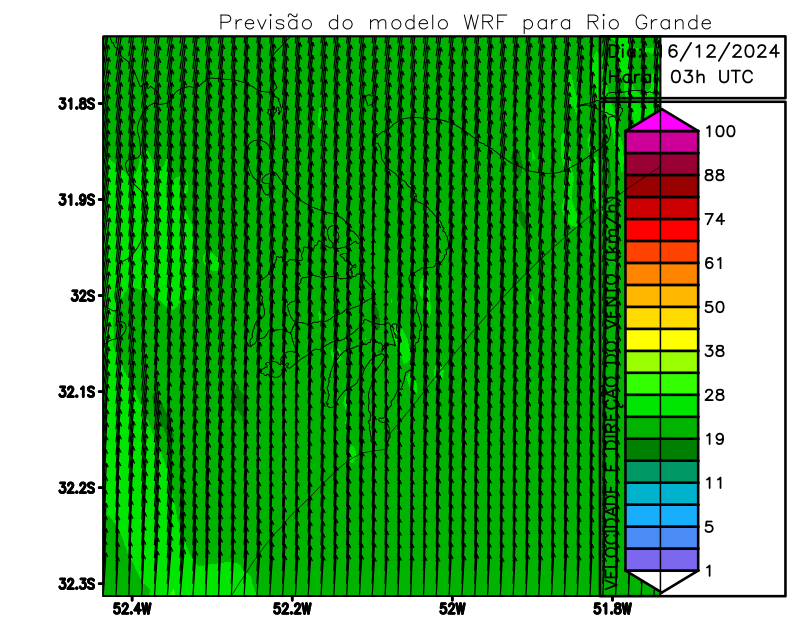 Previsão do modelo WRF para Rio Grande
Dia: 6/12/2024
Hora: 03h UTC
31.8S
31.9S
32S
32.1S
32.2S
32.3S
52.4W
52.2W
52W
51.8W
VELOCIDADE E DIREÇÃO DO VENTO (km/h)
100
88
74
61
50
38
28
19
11
5
1